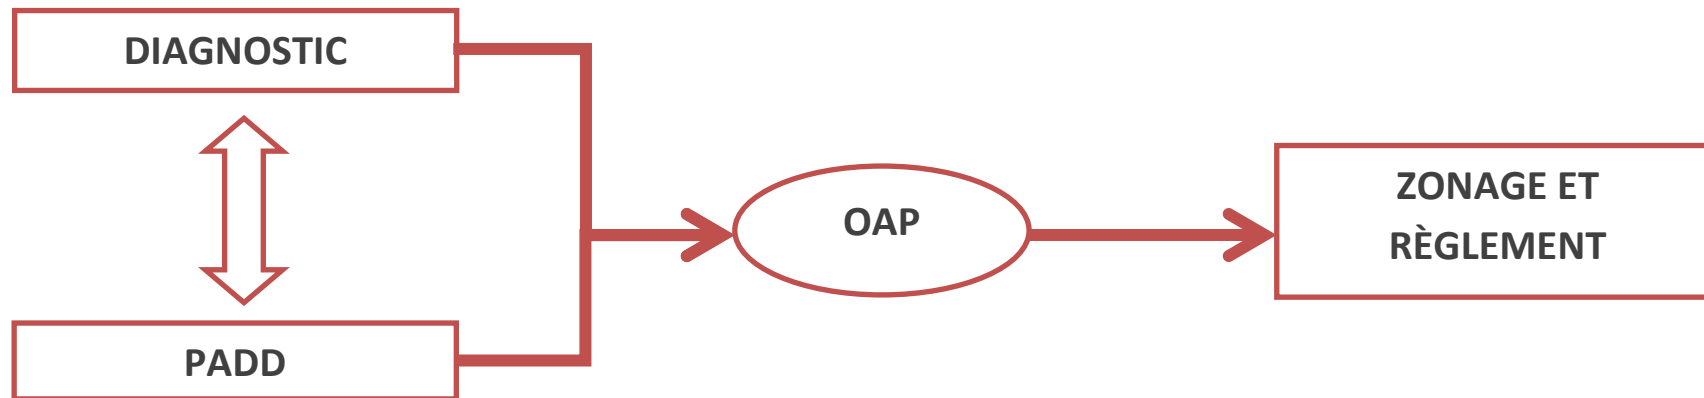 DIAGNOSTIC
PADD
OAP
ZONAGE ET
RÈGLEMENT